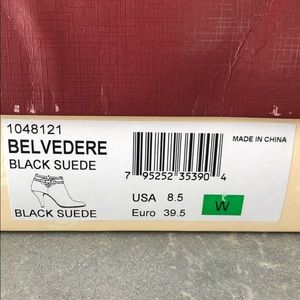 1048121
BELVEDERE
BLACK SUEDE
BLACK SUEDE
7 95252 35390 4
MADE IN CHINA
USA 8.5
Euro 39.5
W